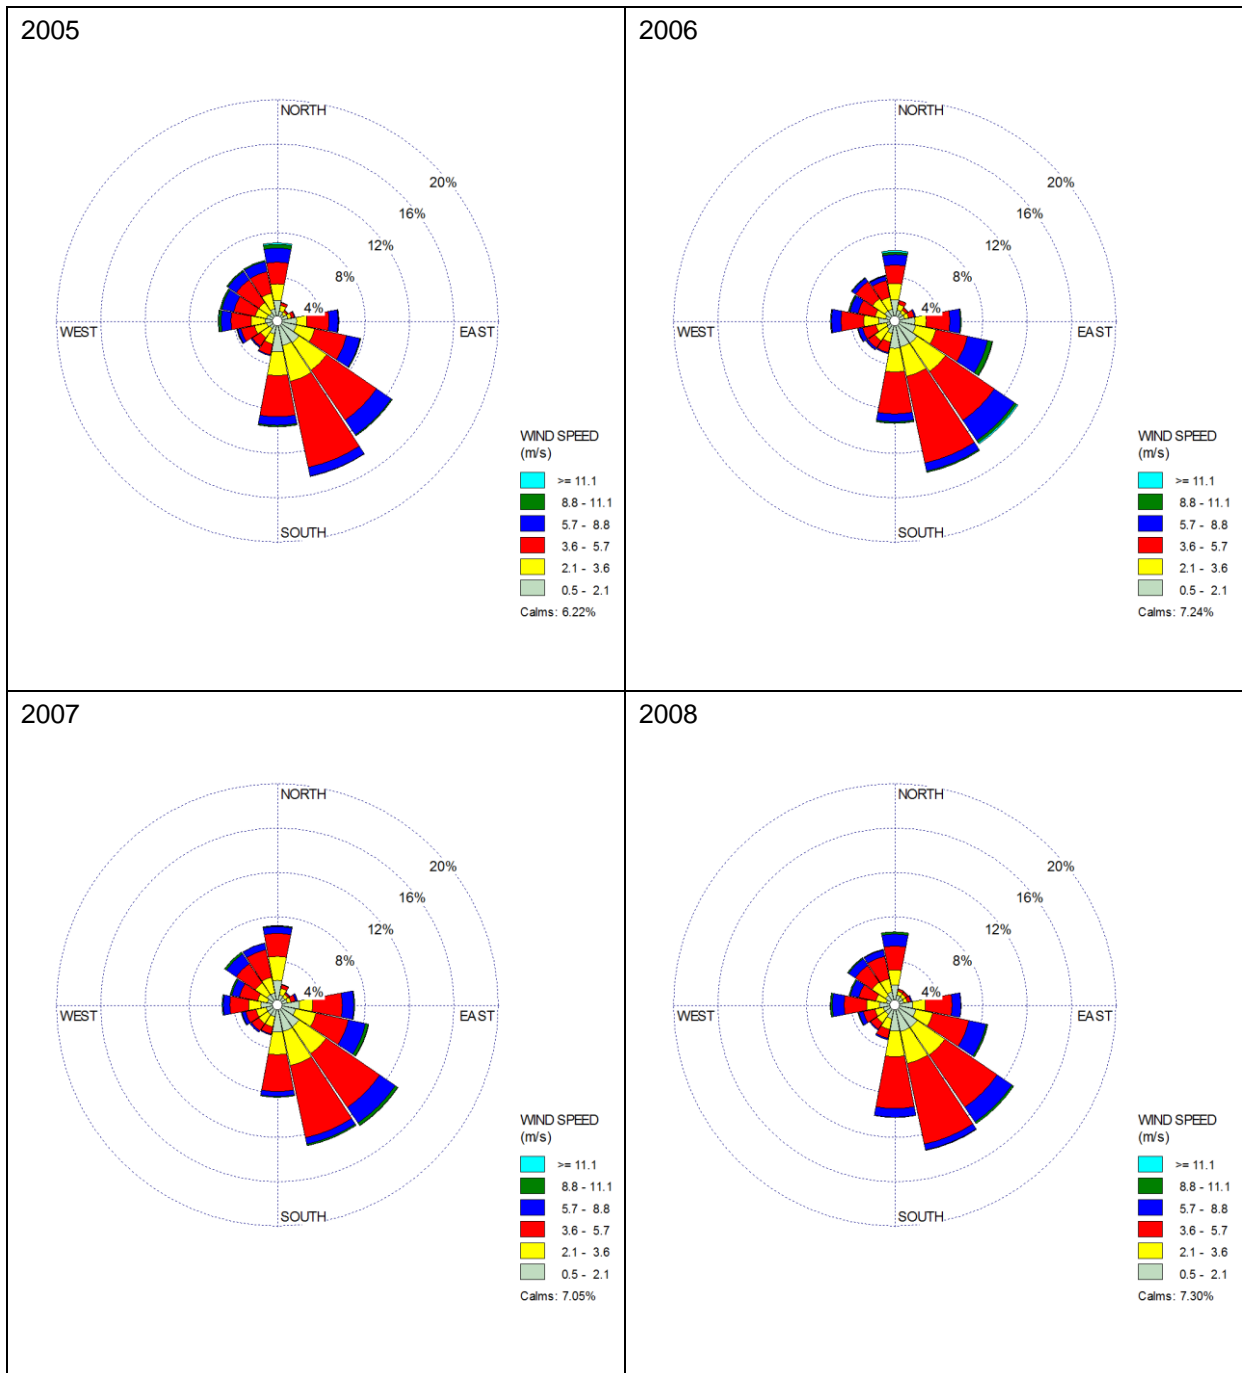 2005
NORTH
20%
16%
12%
8%
4%
WEST
EAST
WIND SPEED
(m/s)
SOUTH
>= 11.1
8.8 - 11.1
5.7 - 8.8
3.6 - 5.7
2.1 - 3.6
0.5 - 2.1
Calms: 6.22%
2006
NORTH
20%
16%
12%
8%
4%
WEST
EAST
WIND SPEED
(m/s)
SOUTH
>= 11.1
8.8 - 11.1
5.7 - 8.8
3.6 - 5.7
2.1 - 3.6
0.5 - 2.1
Calms: 7.24%
2007
NORTH
20%
16%
12%
8%
4%
WEST
EAST
WIND SPEED
(m/s)
SOUTH
>= 11.1
8.8 - 11.1
5.7 - 8.8
3.6 - 5.7
2.1 - 3.6
0.5 - 2.1
Calms: 7.05%
2008
NORTH
20%
16%
12%
8%
4%
WEST
EAST
WIND SPEED
(m/s)
SOUTH
>= 11.1
8.8 - 11.1
5.7 - 8.8
3.6 - 5.7
2.1 - 3.6
0.5 - 2.1
Calms: 7.30%